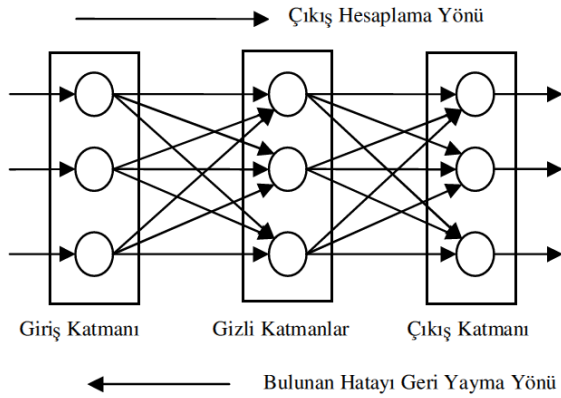 Çıkış Hesaplama Yönü
Giriş Katmanı
Gizli Katmanlar
Çıkış Katmanı
Bulunan Hatayı Geri Yayma Yönü